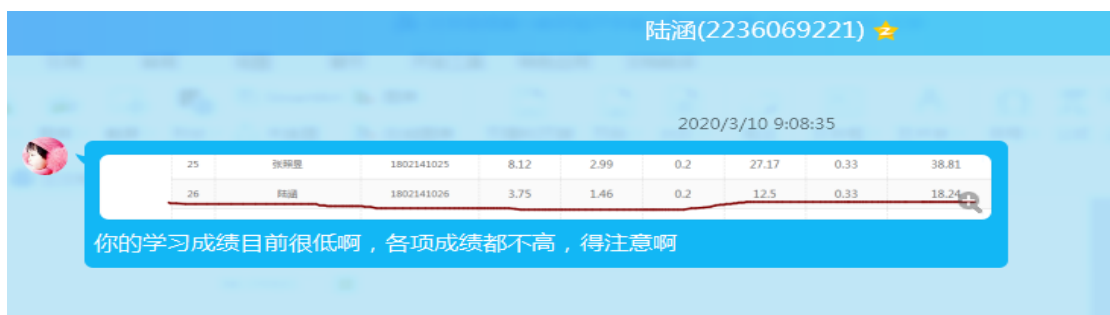 陆涵(2236069221)
2020/3/10 9:08:35
25 张照昱 1802141025 8.12 2.99 0.2 27.17 0.33 38.81
26 陆涵 1802141026 3.75 1.46 0.2 12.5 0.33 18.24
你的学习成绩目前很低啊，各项成绩都不高，得注意啊